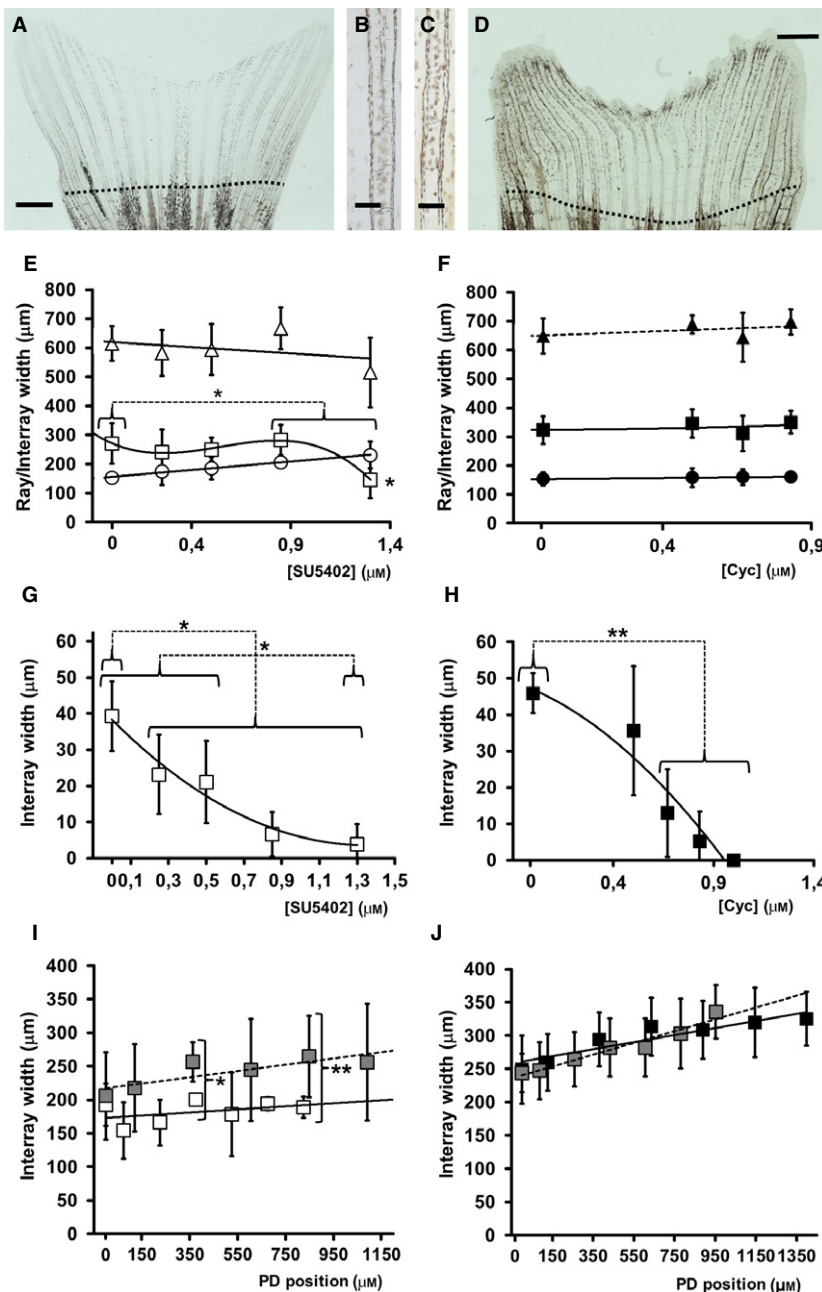 A B C D
E F
800 700 600 500 400 300 200 100 0
Ray/Interray width (μm)
* *
0 0,4 0,9 1,4
[SU5402] (μM)
800 700 600 500 400 300 200 100 0
Ray/Interray width (μm)
0 0,4 0,9
[Cyc] (μM)
G H
60 50 40 30 20 10 0
Interray width (μm)
* *
0 0,1 0,3 0,5 0,7 0,9 1,1 1,3 1,5
[SU5402] (μM)
60 50 40 30 20 10 0
Interray width (μm)
**
0 0,4 0,9 1,4
[Cyc] (μM)
I J
400 350 300 250 200 150 100 50 0
Interray width (μm)
* **
0 150 350 550 750 950 1150
PD position (μM)
400 350 300 250 200 150 100 50 0
Interray width (μm)
0 150 350 550 750 950 1150 1350
PD position (μM)